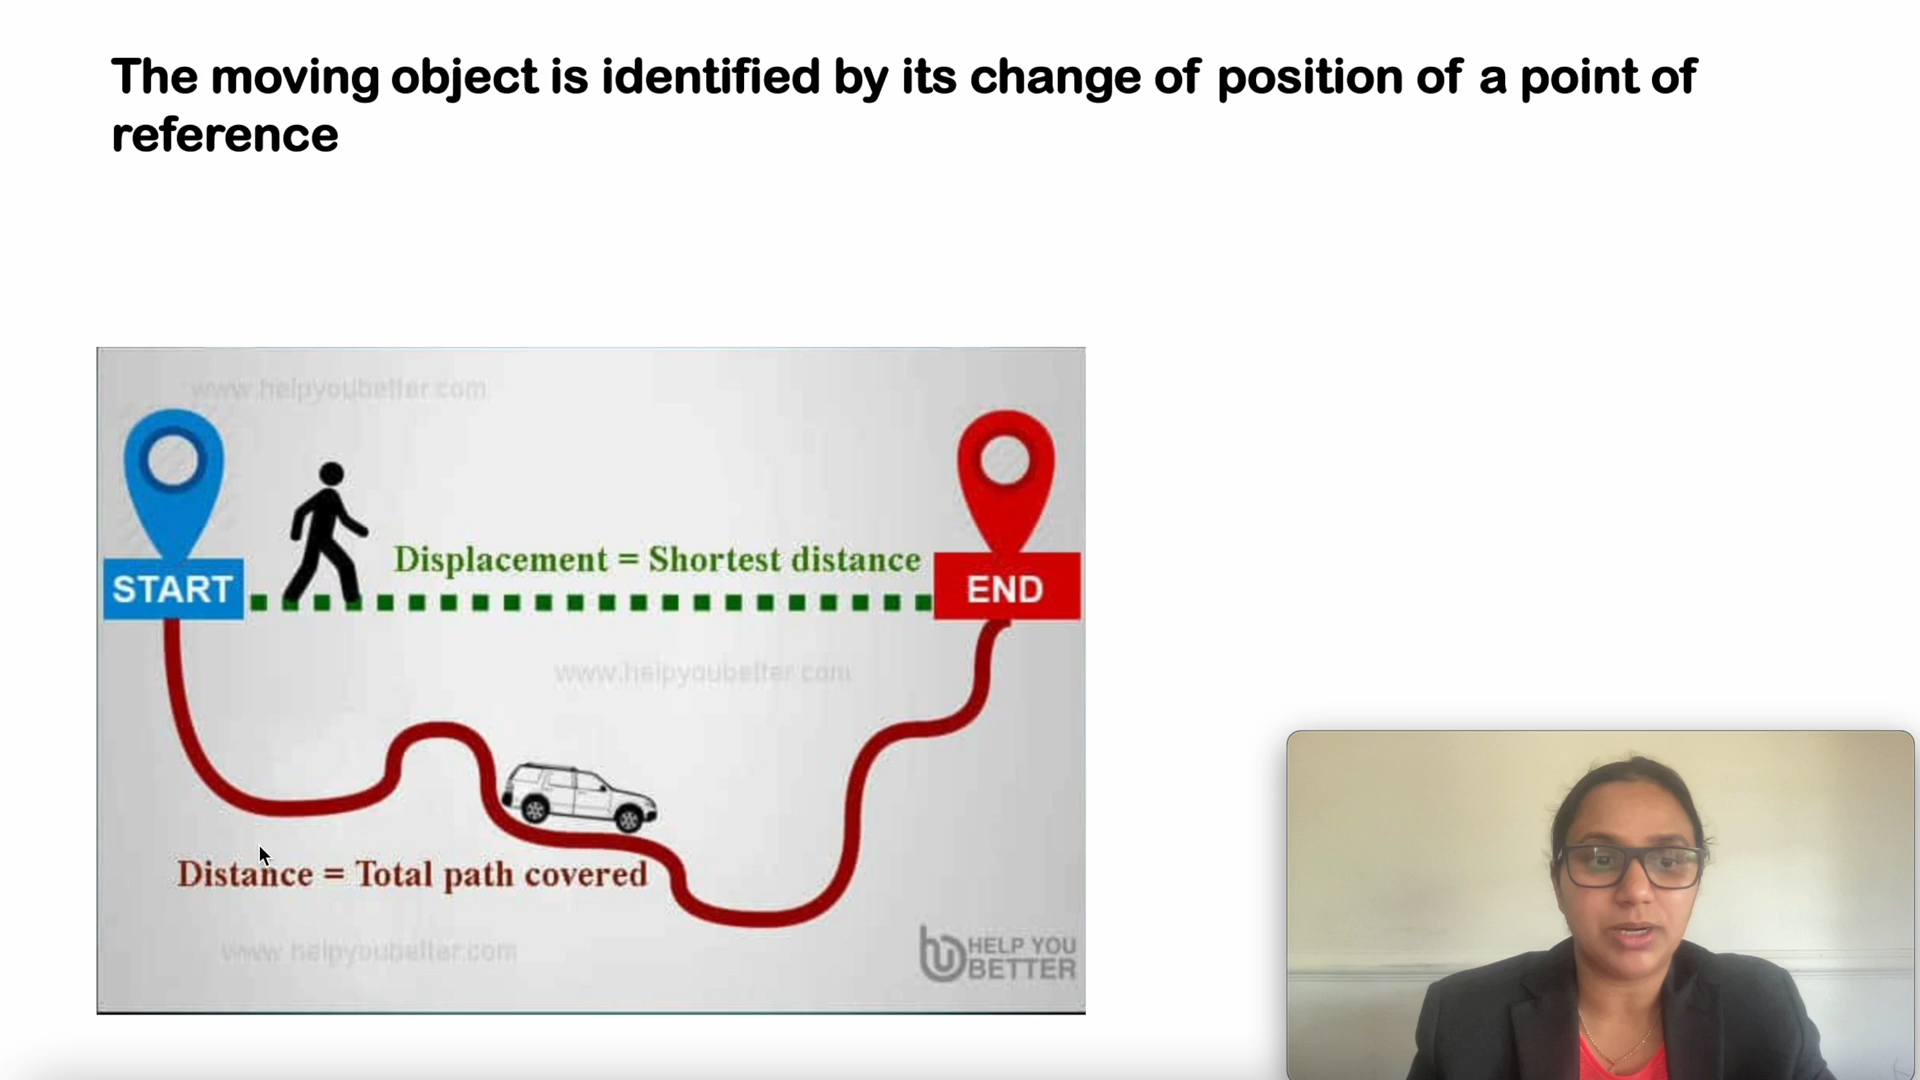 The moving object is identified by its change of position of a point of
reference
www.helpyoubetter.com
Displacement = Shortest distance
START
END
www.helpyoubetter.com
Distance = Total path covered
www.helpyoubetter.com
HELP YOU
BETTER